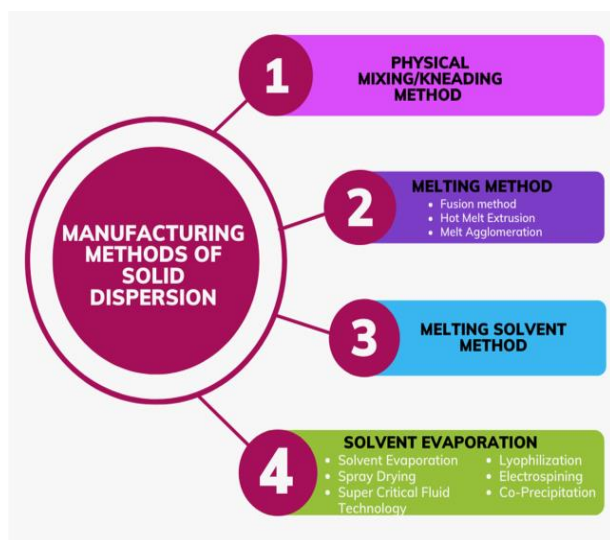 MANUFACTURING
METHODS OF
SOLID
DISPERSION
1
PHYSICAL
MIXING/KNEADING
METHOD
2
MELTING METHOD
• Fusion method
• Hot Melt Extrusion
• Melt Agglomeration
3
MELTING SOLVENT
METHOD
4
SOLVENT EVAPORATION
• Solvent Evaporation
• Spray Drying
• Super Critical Fluid
Technology
• Lyophilization
• Electrospining
• Co-Precipitation